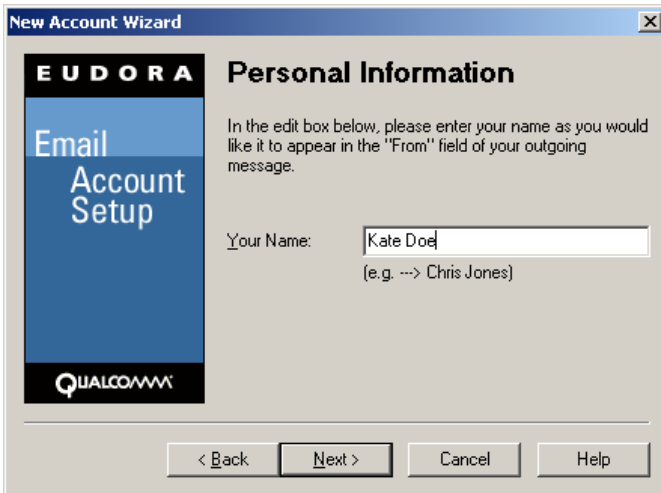 New Account Wizard
EUDORA
Email
Account
Setup
QUALCOMM
Personal Information
In the edit box below, please enter your name as you would
like it to appear in the "From" field of your outgoing
message.
Your Name:
Kate Doe
(e.g. ---> Chris Jones)
< Back
Next >
Cancel
Help